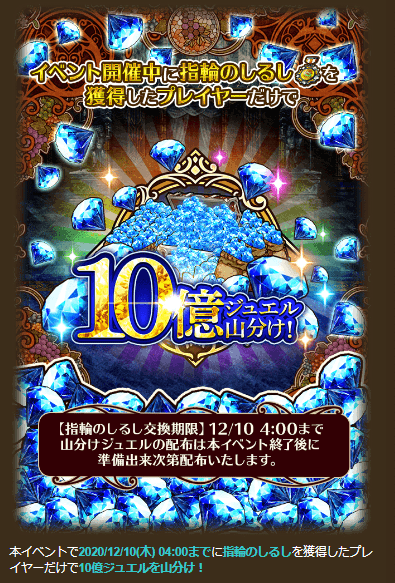 イベント開催中に指輪のしるしを
獲得したプレイヤーだけで
10億ジュエル
山分け!
【指輪のしるし交換期限】12/10 4:00まで
山分けジュエルの配布は本イベント終了後に
準備出来次第配布いたします。
本イベントで2020/12/10(木) 04:00までに指輪のしるしを獲得したプレ
イヤーだけで10億ジュエルを山分け！